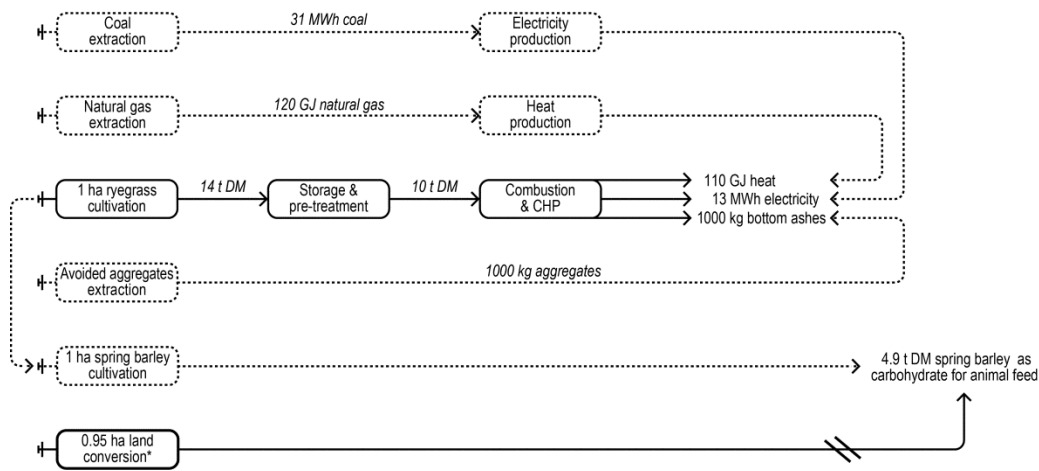 Coal
extraction
31 MWh coal
Electricity
production
Natural gas
extraction
120 GJ natural gas
Heat
production
1 ha ryegrass
cultivation
14 t DM
Storage &
pre-treatment
10 t DM
Combustion
& CHP
110 GJ heat
13 MWh electricity
1000 kg bottom ashes
Avoided aggregates
extraction
1000 kg aggregates
1 ha spring barley
cultivation
4.9 t DM spring barley as
carbohydrate for animal feed
0.95 ha land
conversion*